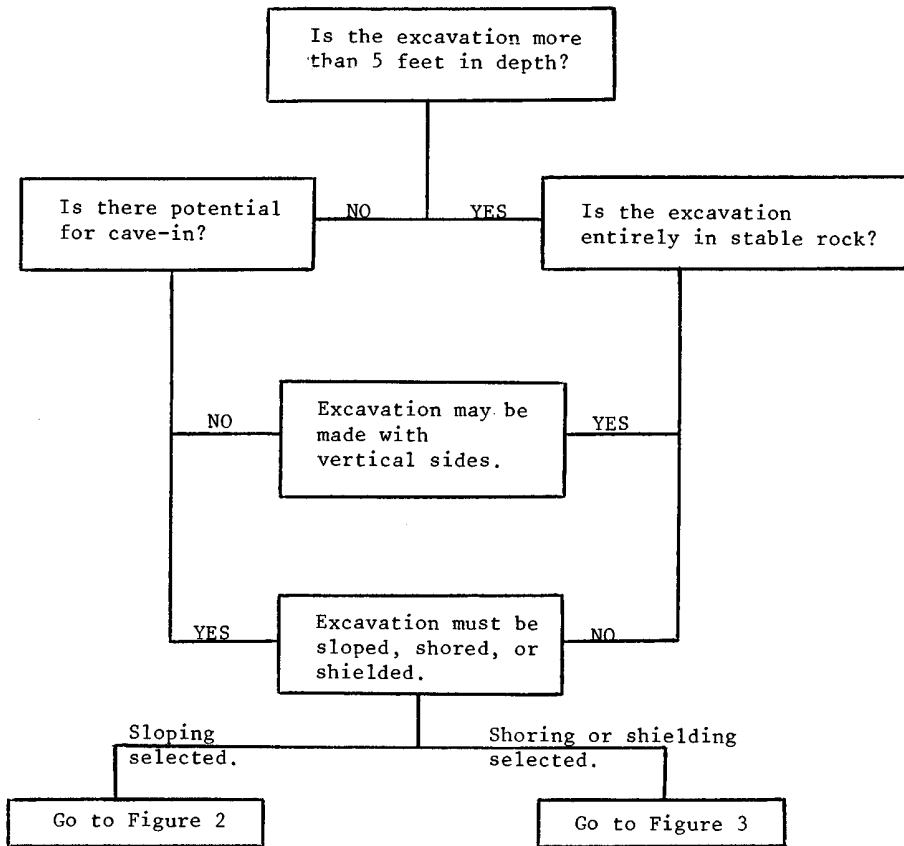 Is the excavation more
than 5 feet in depth?
Is there potential
for cave-in?
NO
YES
Is the excavation
entirely in stable rock?
NO
Excavation may be
made with
vertical sides.
YES
YES
Excavation must be
sloped, shored, or
shielded.
NO
Sloping
selected.
Shoring or shielding
selected.
Go to Figure 2
Go to Figure 3